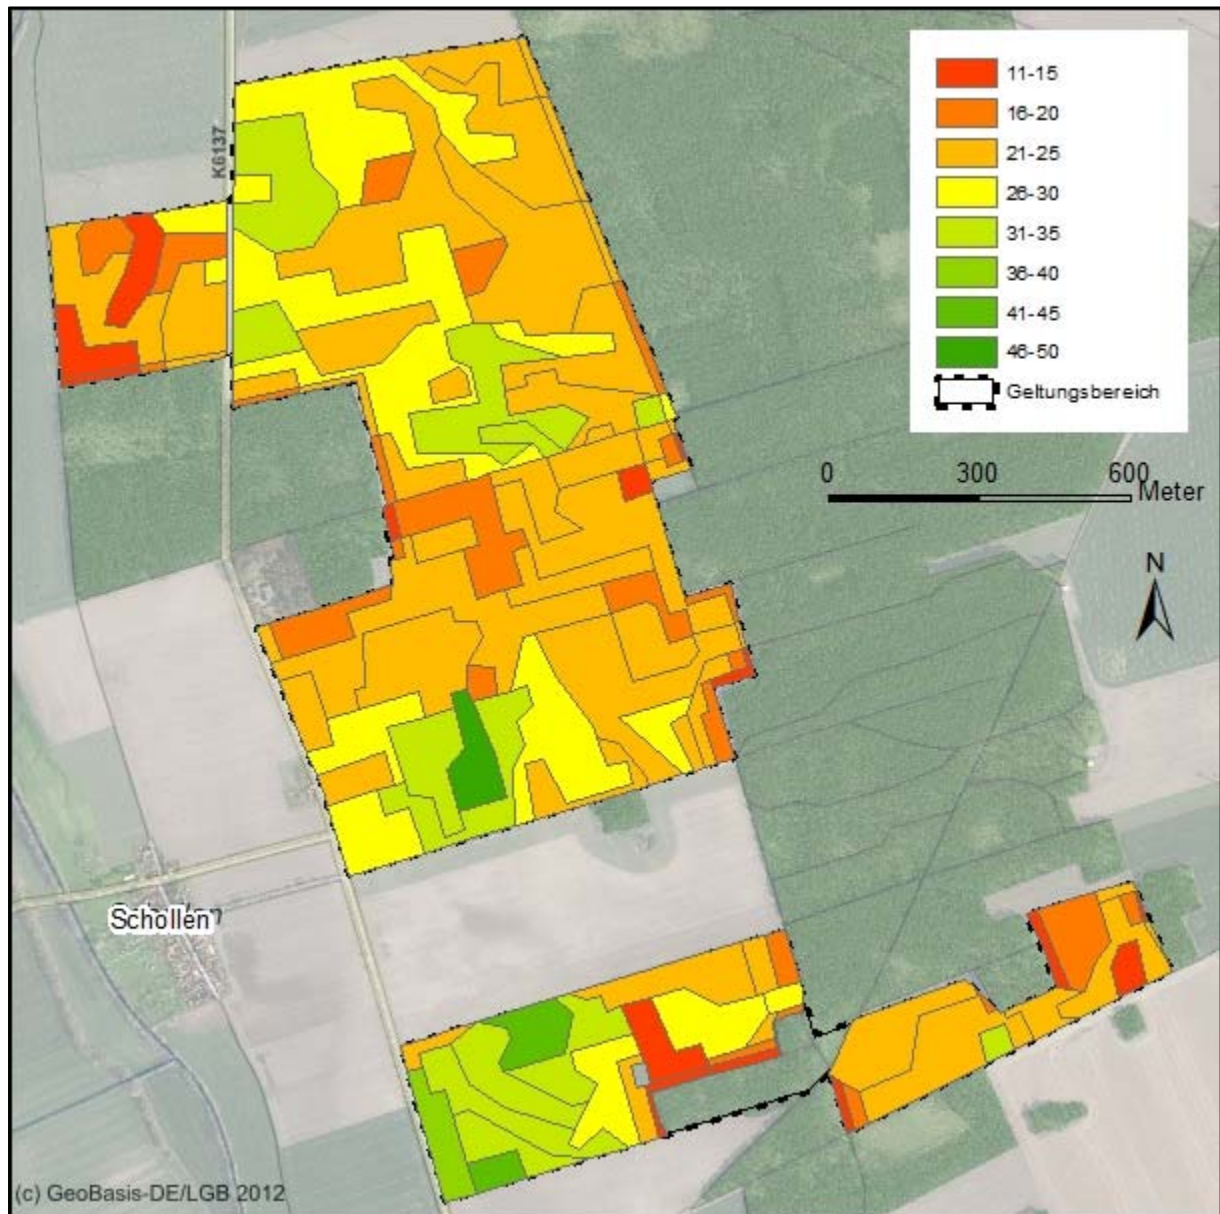 K6137
11-15
16-20
21-25
26-30
31-35
36-40
41-45
46-50
Geltungsbereich
0 300 600 Meter
N
Schollen
(c) GeoBasis-DE/LGB 2012